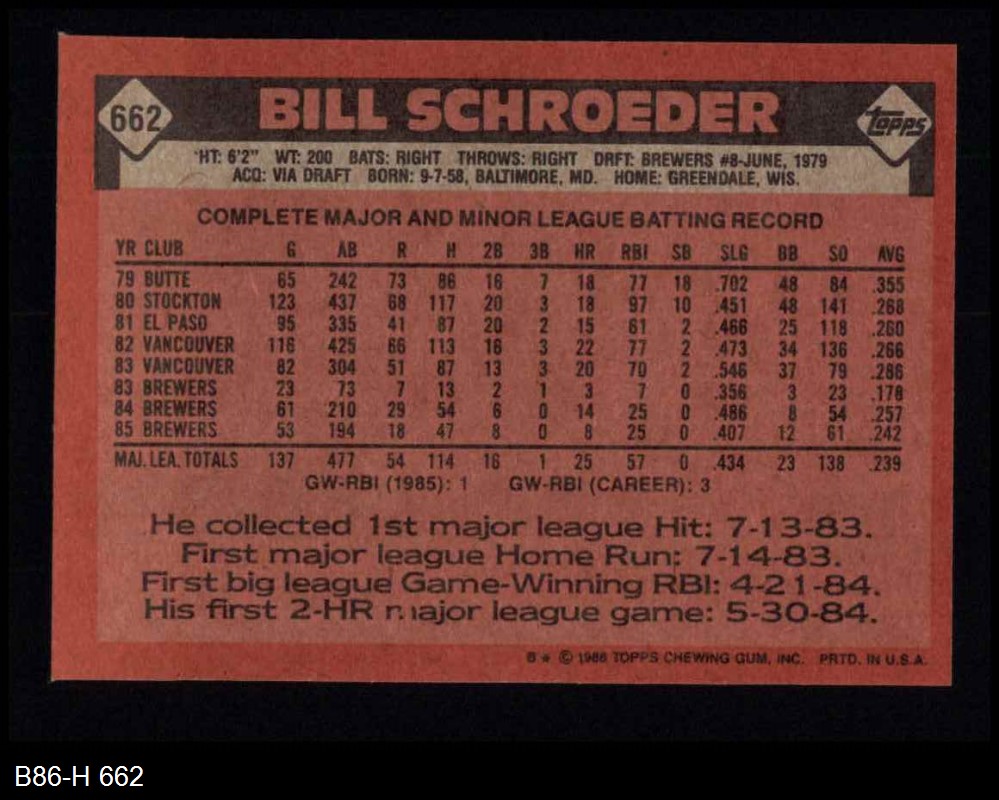 662
BILL SCHROEDER
topps
HT: 6'2" WT: 200 BATS: RIGHT THROWS: RIGHT DRFT: BREWERS #8-JUNE, 1979
ACQ: VIA DRAFT BORN: 9-7-58, BALTIMORE, MD. HOME: GREENDALE, WIS.
COMPLETE MAJOR AND MINOR LEAGUE BATTING RECORD
YR CLUB G AB R H 2B 3B HR RBI SB SLG BB SO AVG
79 BUTTE 65 242 73 86 16 7 18 77 18 .702 48 84 .355
80 STOCKTON 123 437 68 117 20 3 18 97 10 .451 48 141 .268
81 EL PASO 95 335 41 87 20 2 15 61 2 .466 25 118 .260
82 VANCOUVER 116 425 66 113 16 3 22 77 2 .473 34 136 .266
83 VANCOUVER 82 304 51 87 13 3 20 70 2 .546 37 79 .286
83 BREWERS 23 73 7 13 2 1 3 7 0 .356 3 23 .178
84 BREWERS 61 210 29 54 6 0 14 25 0 .486 8 54 .257
85 BREWERS 53 194 18 47 8 0 8 25 0 .407 12 61 .242
MAJ. LEA. TOTALS 137 477 54 114 16 1 25 57 0 .434 23 138 .239
GW-RBI (1985): 1 GW-RBI (CAREER): 3
He collected 1st major league Hit: 7-13-83.
First major league Home Run: 7-14-83.
First big league Game-Winning RBI: 4-21-84.
His first 2-HR major league game: 5-30-84.
B * © 1986 TOPPS CHEWING GUM, INC. PRTD. IN U.S.A.
B86-H 662